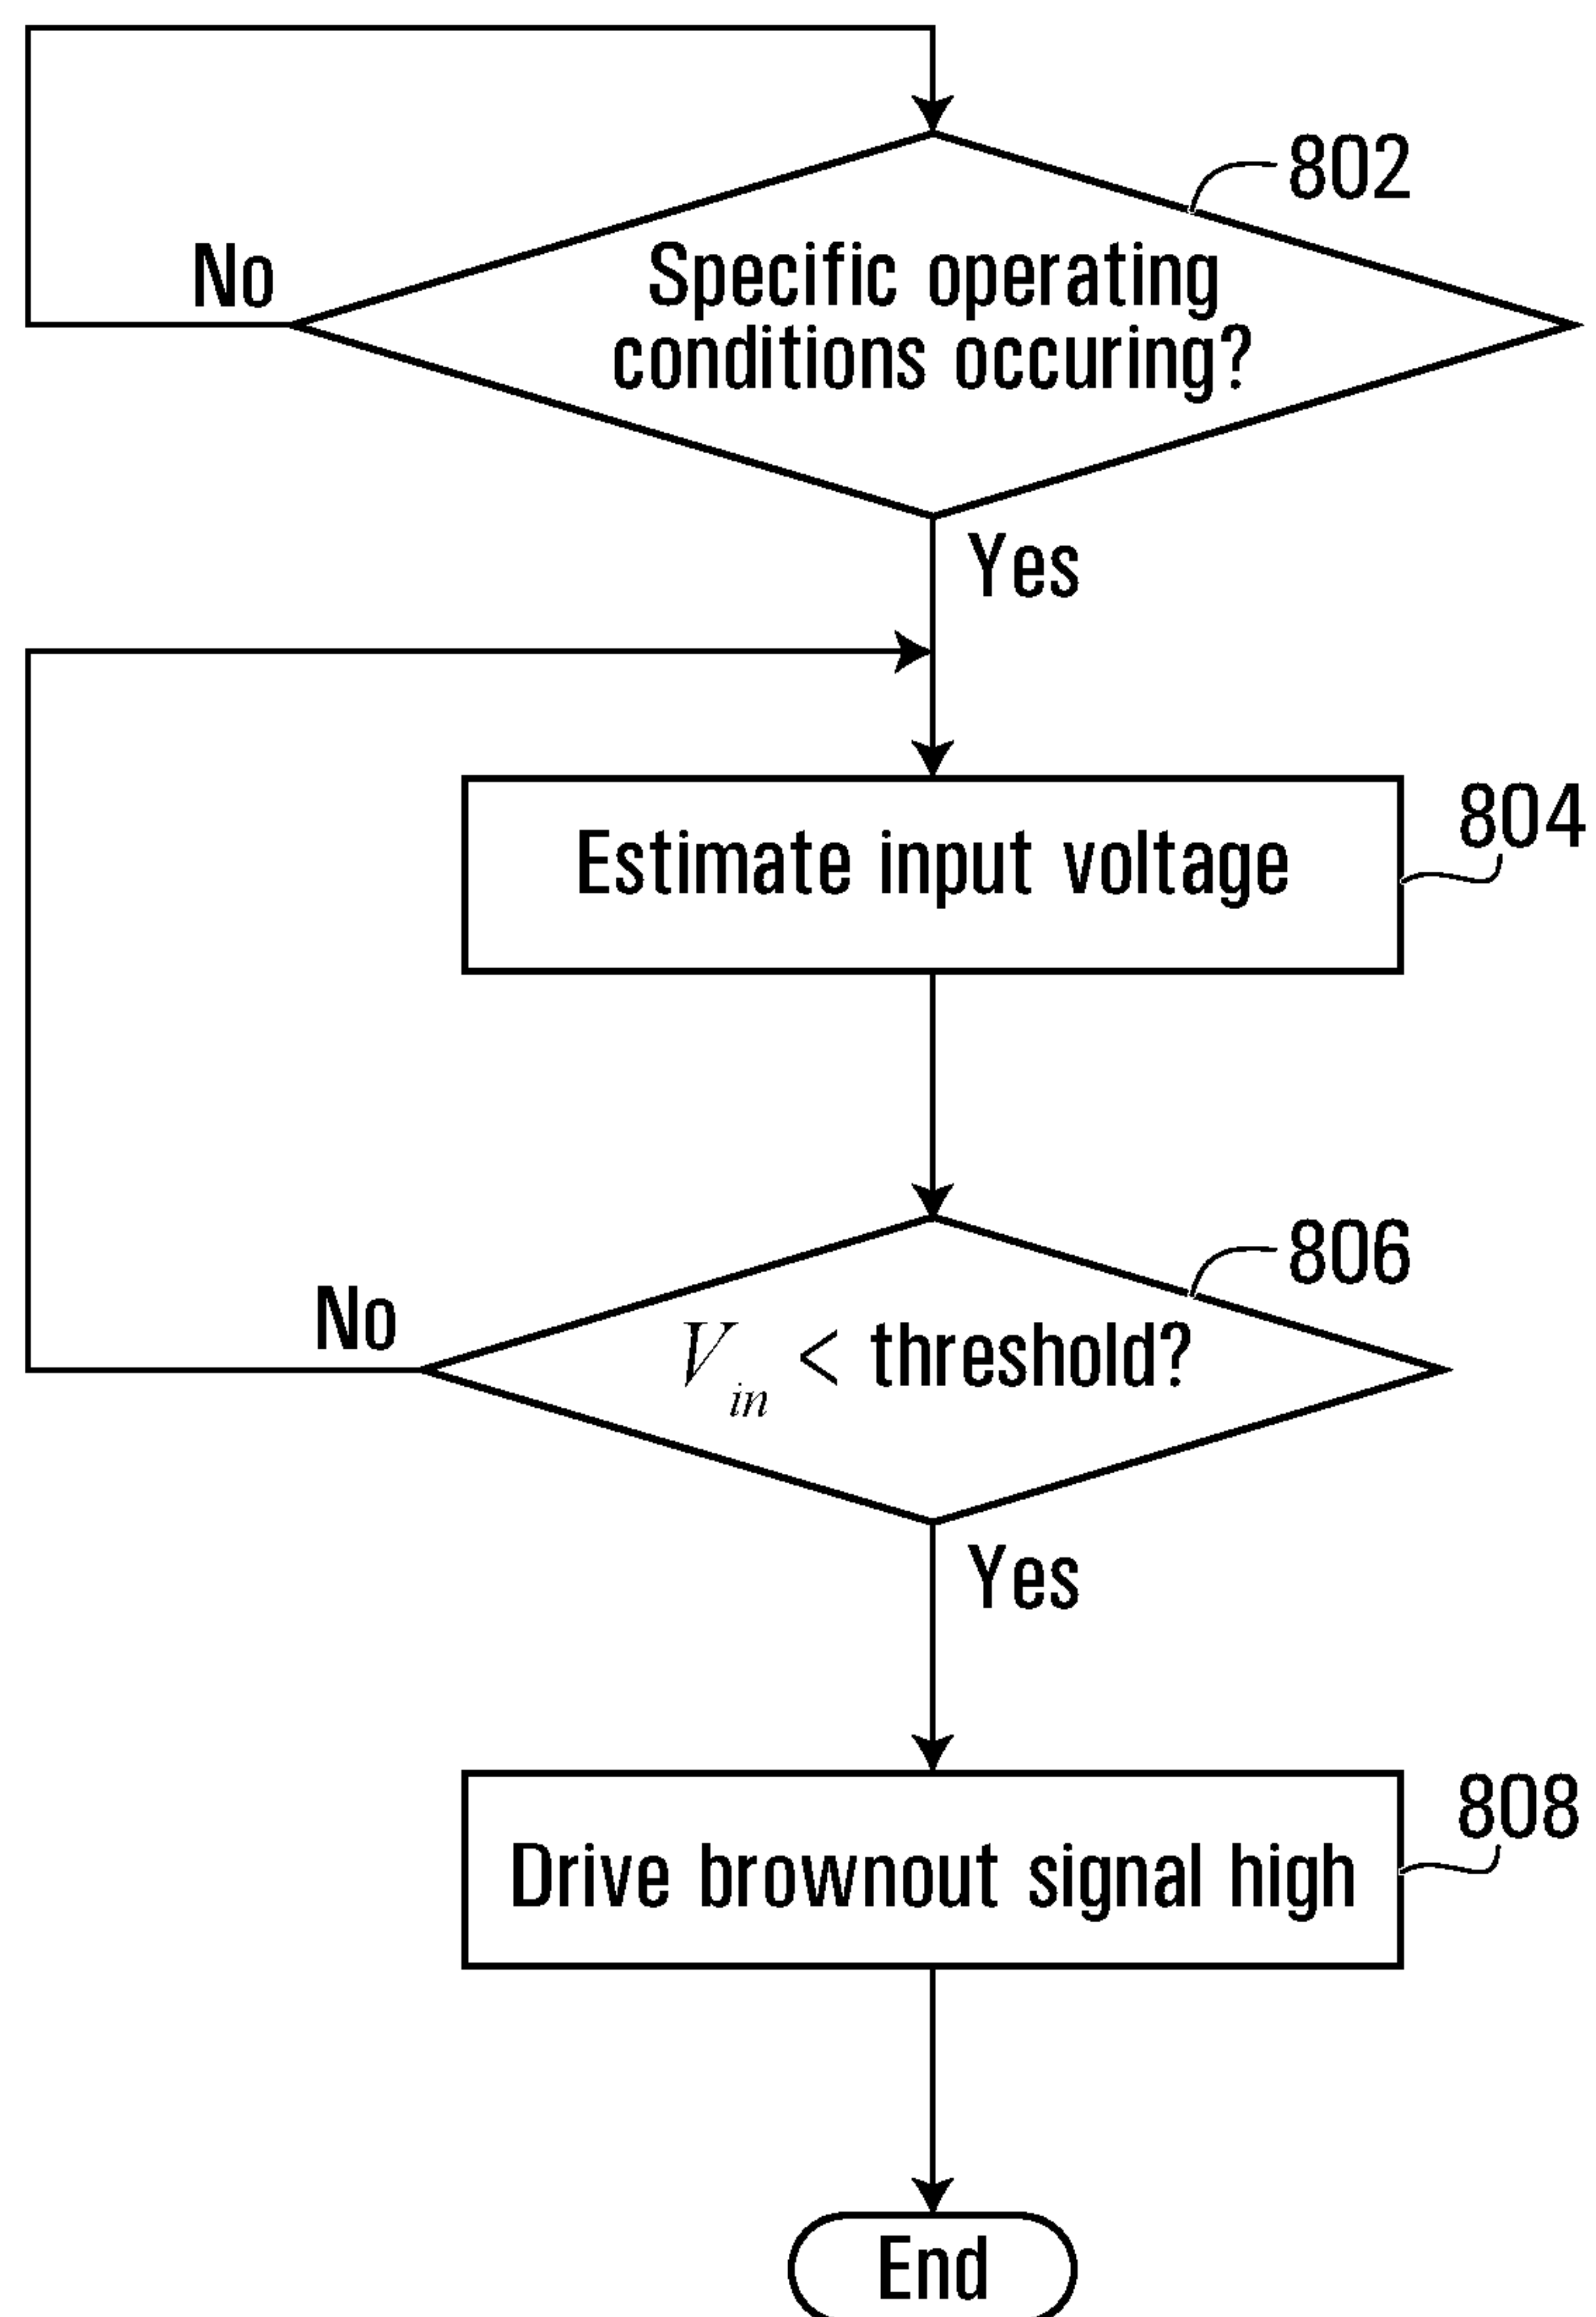 802
No
Specific operating
conditions occuring?
Yes
804
Estimate input voltage
806
No
V_in < threshold?
Yes
808
Drive brownout signal high
End